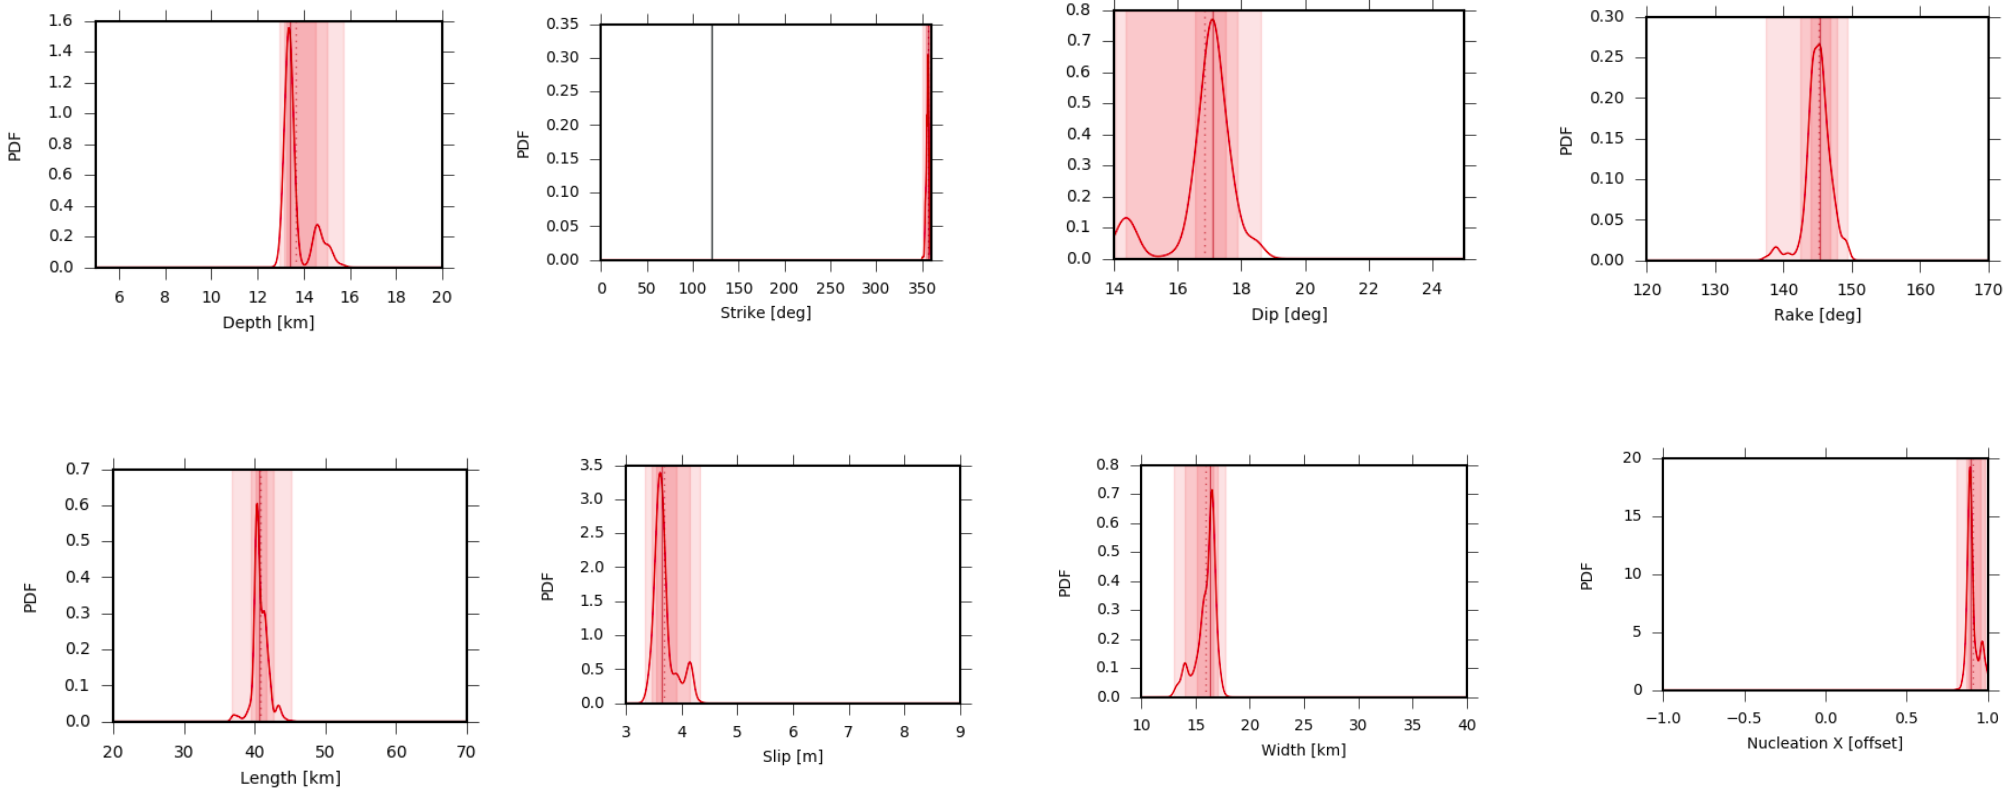 1.6
1.4
1.2
1.0
0.8
0.6
0.4
0.2
0.0
PDF
6 8 10 12 14 16 18 20
Depth [km]
0.35
0.30
0.25
0.20
0.15
0.10
0.05
0.00
PDF
0 50 100 150 200 250 300 350
Strike [deg]
0.8
0.7
0.6
0.5
0.4
0.3
0.2
0.1
0.0
PDF
14 16 18 20 22 24
Dip [deg]
0.30
0.25
0.20
0.15
0.10
0.05
0.00
PDF
120 130 140 150 160 170
Rake [deg]
0.7
0.6
0.5
0.4
0.3
0.2
0.1
0.0
PDF
20 30 40 50 60 70
Length [km]
3.5
3.0
2.5
2.0
1.5
1.0
0.5
0.0
PDF
3 4 5 6 7 8 9
Slip [m]
0.8
0.7
0.6
0.5
0.4
0.3
0.2
0.1
0.0
PDF
10 15 20 25 30 35 40
Width [km]
20
15
10
5
0
PDF
−1.0 −0.5 0.0 0.5 1.0
Nucleation X [offset]